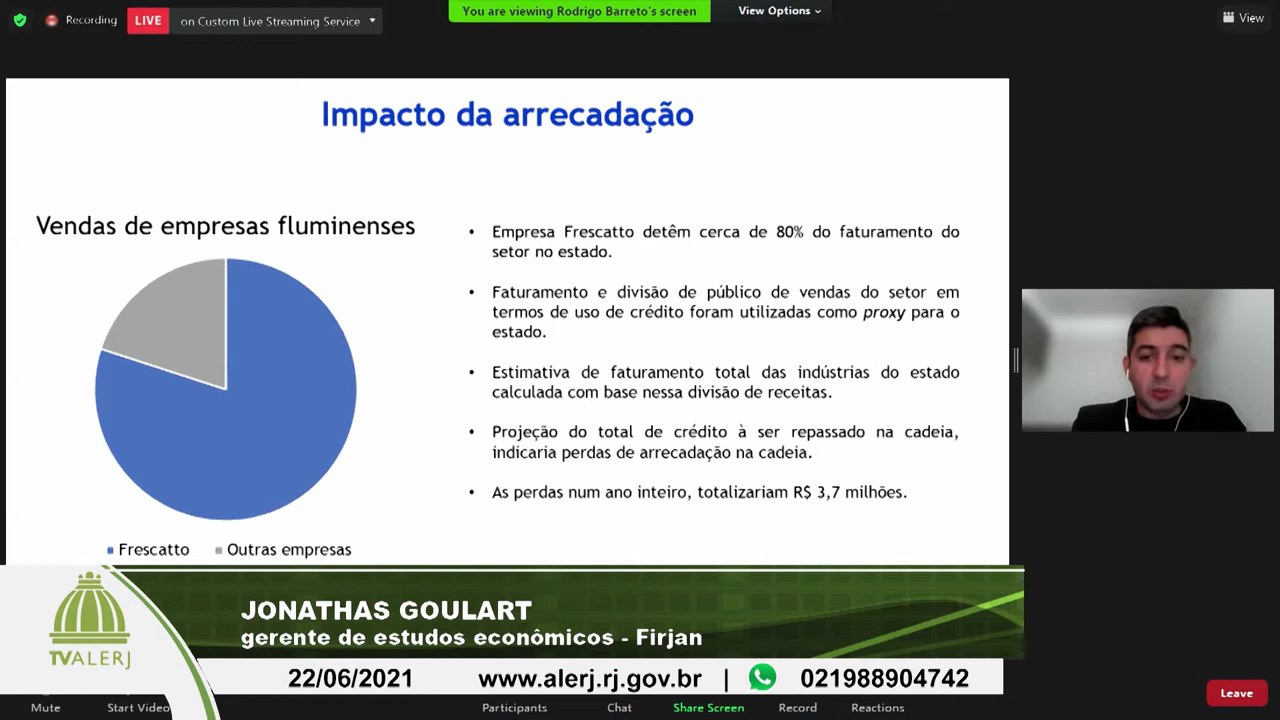 Recording
LIVE
on Custom Live Streaming Service
You are viewing Rodrigo Barreto's screen
View Options
View
Impacto da arrecadação
Vendas de empresas fluminenses
Frescatto
Outras empresas
• Empresa Frescatto detêm cerca de 80% do faturamento do
setor no estado.
• Faturamento e divisão de público de vendas do setor em
termos de uso de crédito foram utilizadas como proxy para o
estado.
• Estimativa de faturamento total das indústrias do estado
calculada com base nessa divisão de receitas.
• Projeção do total de crédito à ser repassado na cadeia,
indicaria perdas de arrecadação na cadeia.
• As perdas num ano inteiro, totalizariam R$ 3,7 milhões.
TVALERJ
JONATHAS GOULART
gerente de estudos econômicos - Firjan
22/06/2021
www.alerj.rj.gov.br | 021988904742
Mute
Start Video
Participants
Chat
Share Screen
Record
Reactions
Leave